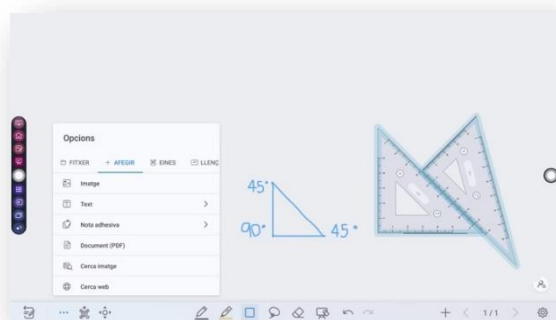 Opcions
FITXER + AFEGIR EINES LLENÇ
Imatge
Text
Nota adhesiva
Document (PDF)
Cerca imatge
Cerca web
45°
90° 45°
1/1